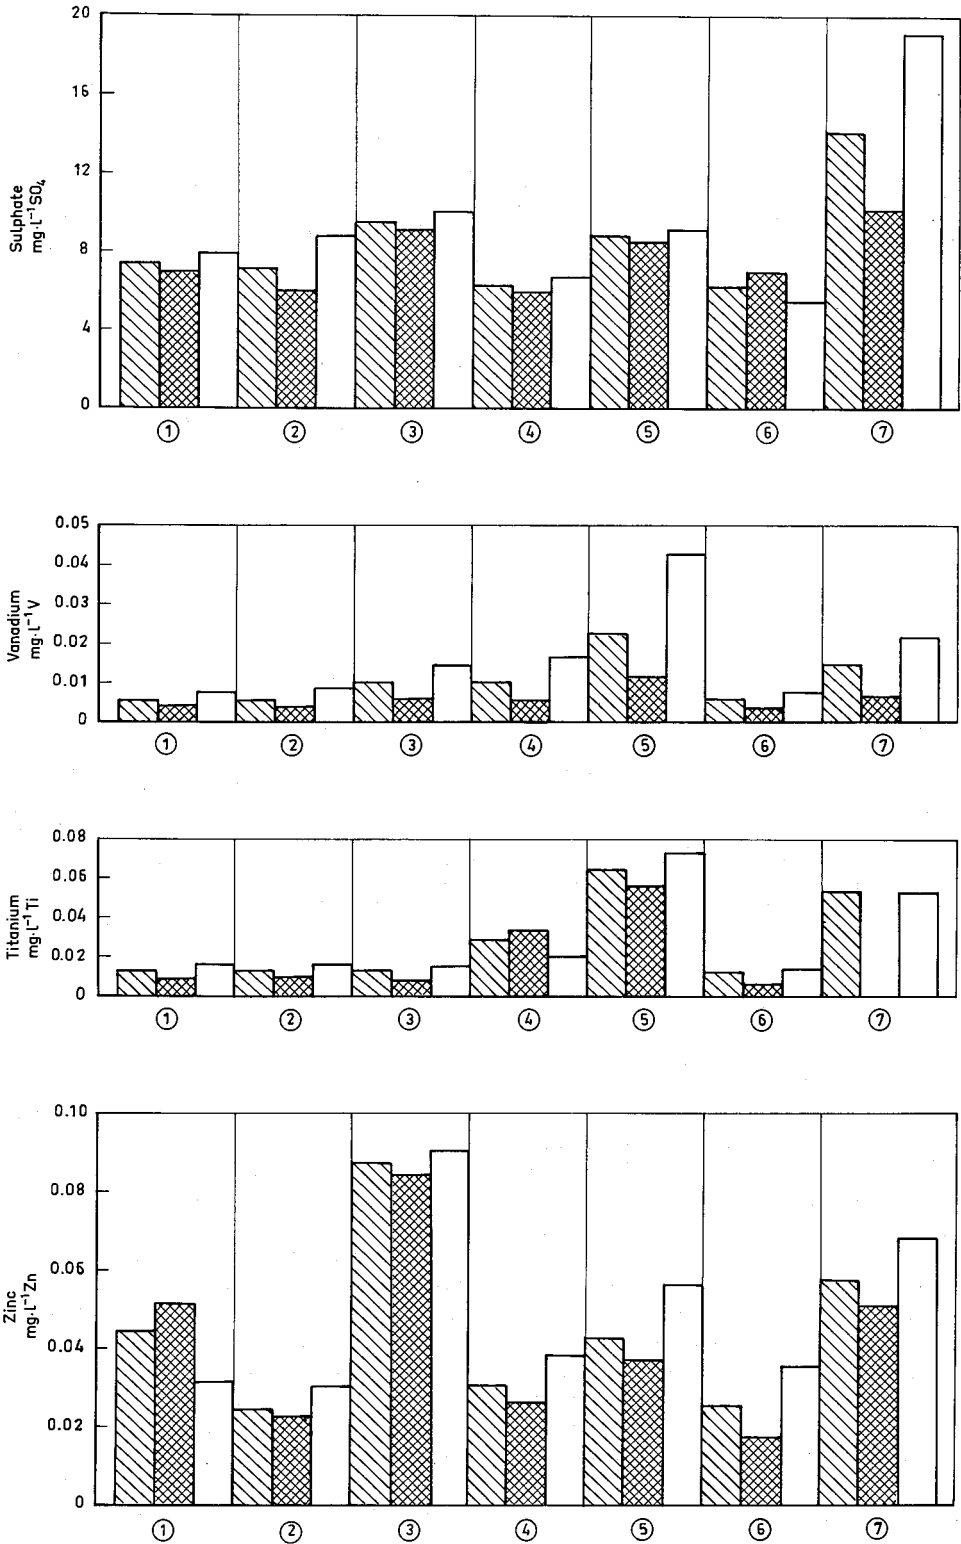 20
16
12
8
4
0
Sulphate
mg·l⁻¹SO₄
① ② ③ ④ ⑤ ⑥ ⑦
0.05
0.04
0.03
0.02
0.01
0
Vanadium
mg·l⁻¹V
① ② ③ ④ ⑤ ⑥ ⑦
0.08
0.06
0.04
0.02
0
Titanium
mg·l⁻¹Ti
① ② ③ ④ ⑤ ⑥ ⑦
0.10
0.08
0.06
0.04
0.02
0
Zinc
mg·l⁻¹Zn
① ② ③ ④ ⑤ ⑥ ⑦